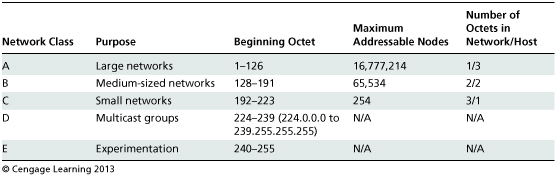 Network Class Purpose Beginning Octet Maximum Addressable Nodes Number of Octets in Network/Host
A Large networks 1–126 16,777,214 1/3
B Medium-sized networks 128–191 65,534 2/2
C Small networks 192–223 254 3/1
D Multicast groups 224–239 (224.0.0.0 to 239.255.255.255) N/A N/A
E Experimentation 240–255 N/A N/A
© Cengage Learning 2013